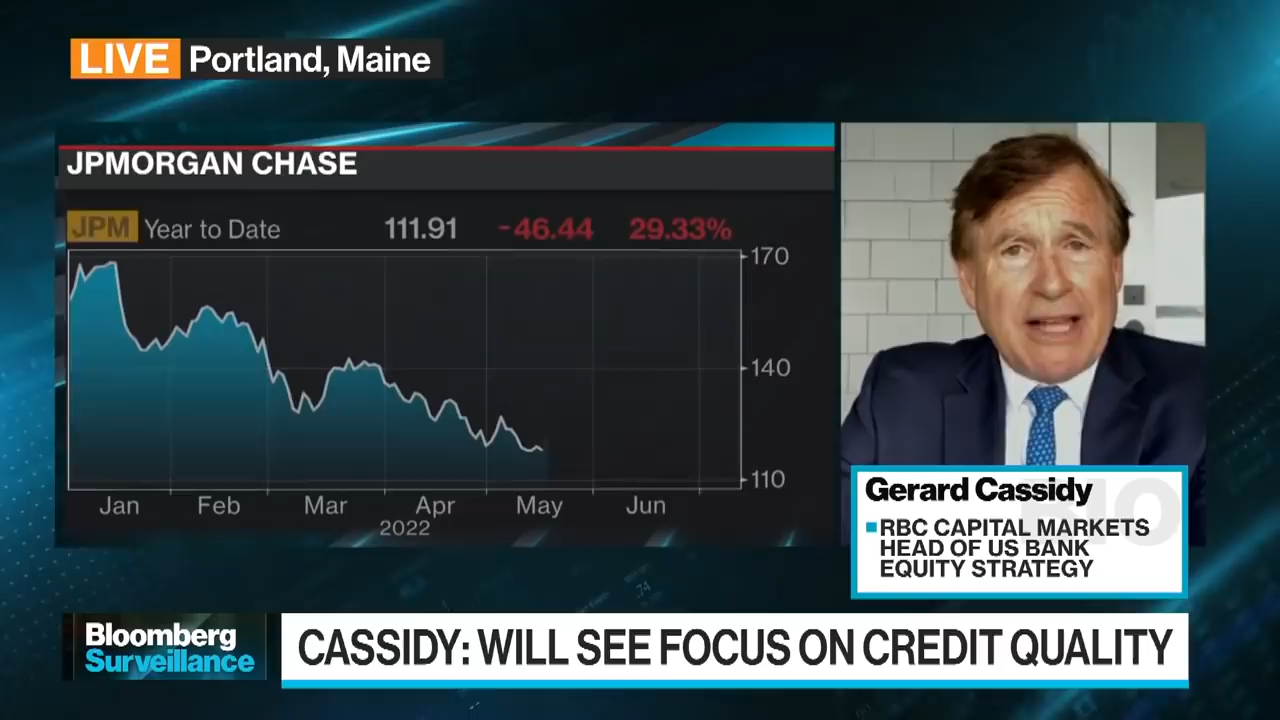 LIVE Portland, Maine
JPMORGAN CHASE
JPM Year to Date 111.91 -46.44 29.33%
170
140
110
Jan Feb Mar Apr May Jun
2022
Gerard Cassidy
RBC CAPITAL MARKETS
HEAD OF US BANK
EQUITY STRATEGY
Bloomberg
Surveillance
CASSIDY: WILL SEE FOCUS ON CREDIT QUALITY